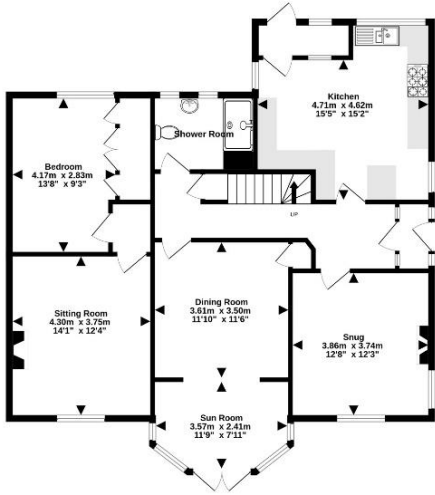 Kitchen
4.71m x 4.62m
15'5" x 15'2"
Shower Room
Bedroom
4.17m x 2.83m
13'8" x 9'3"
UP
Sitting Room
4.30m x 3.75m
14'1" x 12'4"
Dining Room
3.61m x 3.50m
11'10" x 11'6"
Snug
3.86m x 3.74m
12'8" x 12'3"
Sun Room
3.57m x 2.41m
11'9" x 7'11"